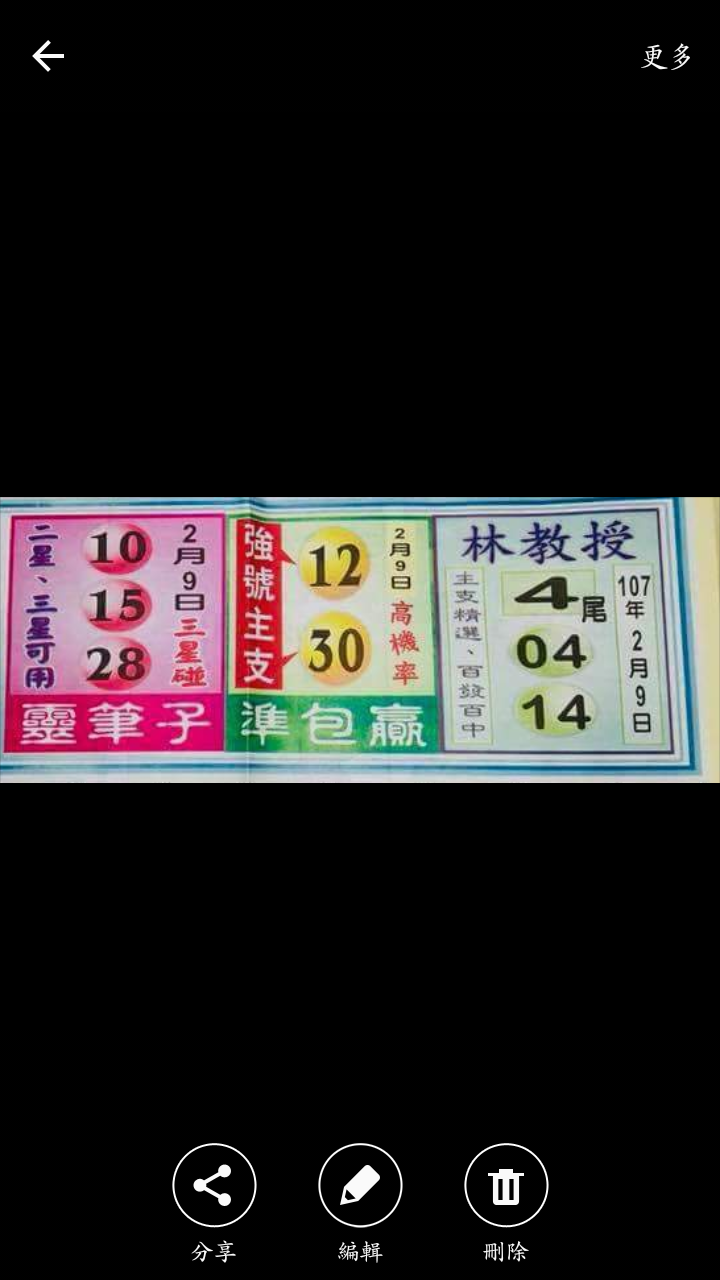 更多
二星、三星可用
10
15
28
2月9日三星碰
靈筆子
強號主支
12
30
2月9日高機率
準包贏
林教授
主支精選、百發百中
4尾
04
14
107年2月9日
分享
編輯
刪除